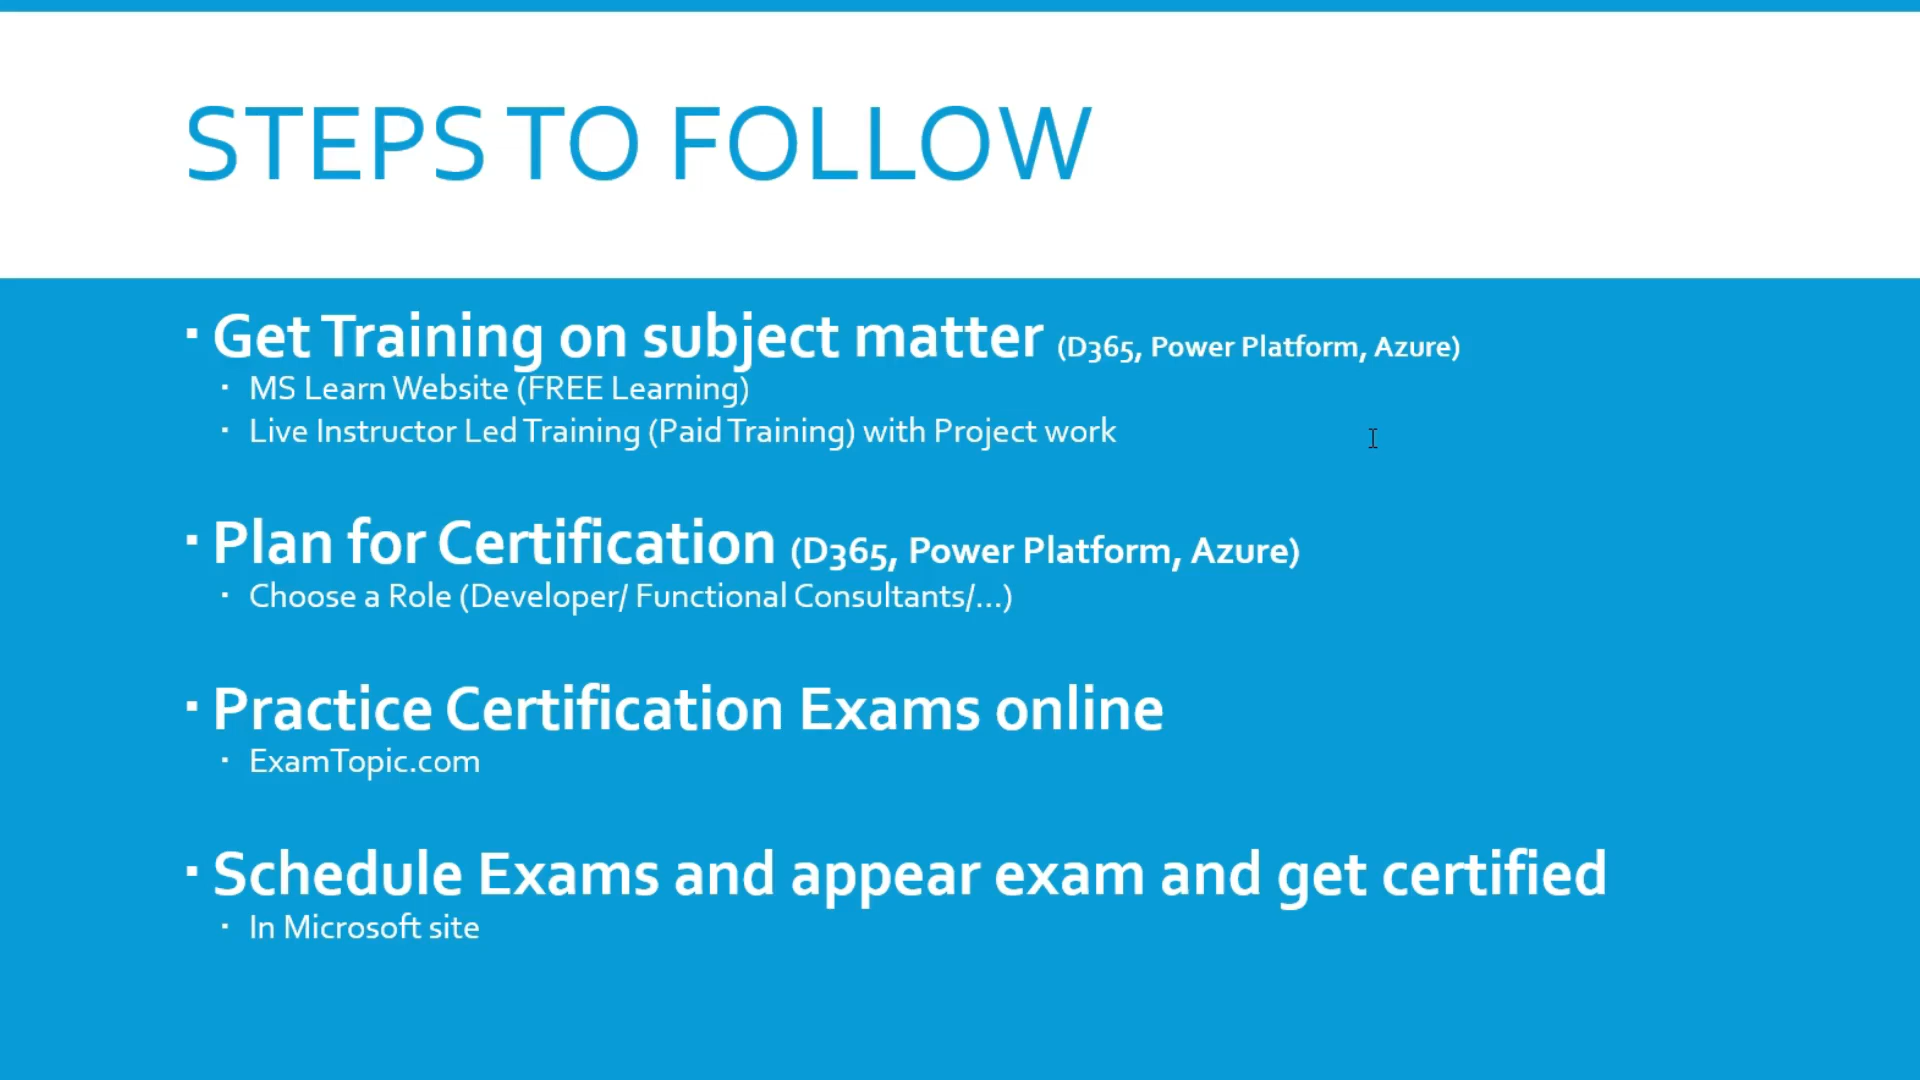 STEPS TO FOLLOW
▪ Get Training on subject matter (D365, Power Platform, Azure)
▪ MS Learn Website (FREE Learning)
▪ Live Instructor Led Training (Paid Training) with Project work
▪ Plan for Certification (D365, Power Platform, Azure)
▪ Choose a Role (Developer/ Functional Consultants/...)
▪ Practice Certification Exams online
▪ ExamTopic.com
▪ Schedule Exams and appear exam and get certified
▪ In Microsoft site